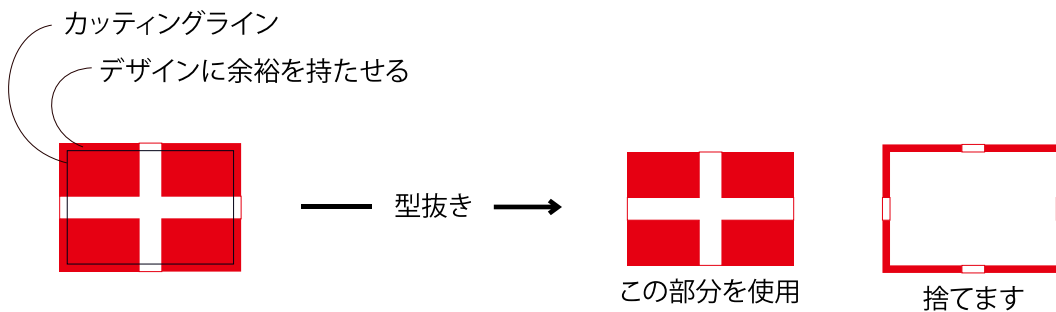 カッティングライン
デザインに余裕を持たせる
型抜き
この部分を使用
捨てます